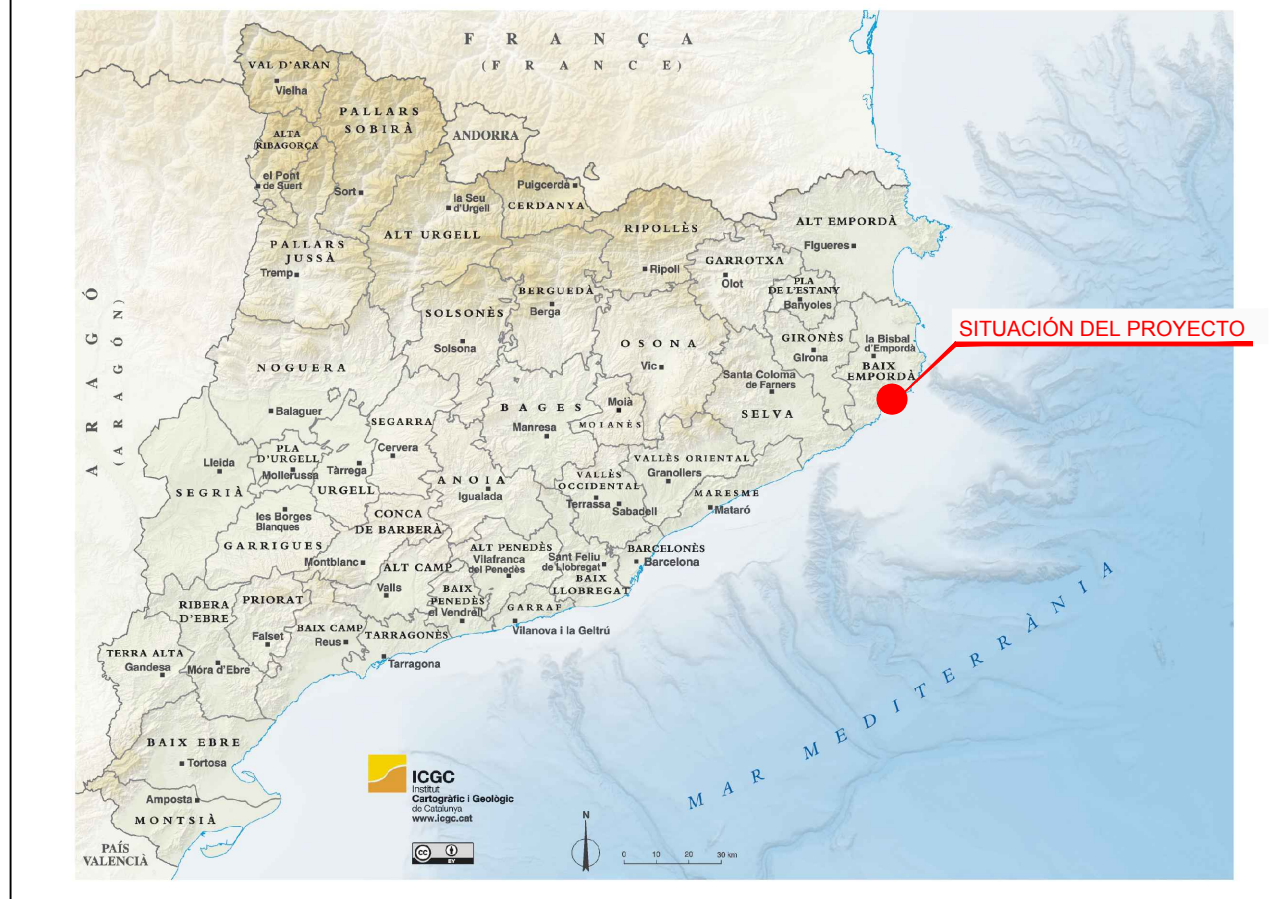 F R A N Ç A
(F R A N C E)
VAL D'ARAN
Vielha
PALLARS
SOBIRÀ
ALTA
RIBAGORÇA
ANDORRA
el Pont
de Suert
Sort
la Seu
d'Urgell
Puigcerdà
CERDANYA
ALT URGELL
RIPOLLÈS
Ripoll
ALT EMPORDÀ
Figueres
PALLARS
JUSSÀ
Tremp
GARROTXA
Olot
PLA
DE L'ESTANY
Banyoles
BERGUEDÀ
Berga
SOLSONÈS
Solsona
OSONA
Vic
GIRONÈS
Girona
la Bisbal
d'Empordà
BAIX
EMPORDÀ
SITUACIÓN DEL PROYECTO
A R A G Ó
(A R A G Ó N)
NOGUERA
Balaguer
Santa Coloma
de Farners
SELVA
BAGES
Manresa
Moià
MOIANÈS
SEGARRA
Cervera
PLA
D'URGELL
Mollerussa
Tàrrega
URGELL
Lleida
SEGRIÀ
ANOIA
Igualada
VALLÈS ORIENTAL
Granollers
VALLÈS
OCCIDENTAL
Terrassa
Sabadell
MARESME
Mataró
les Borges
Blanques
GARRIGUES
CONCA
DE BARBERÀ
Montblanc
ALT CAMP
Valls
ALT PENEDÈS
Vilafranca
del Penedès
Sant Feliu
de Llobregat
BAIX
LLOBREGAT
BARCELONÈS
Barcelona
BAIX
PENEDÈS
el Vendrell
GARRAF
Vilanova i la Geltrú
RIBERA
D'EBRE
PRIORAT
Falset
BAIX CAMP
Reus
TARRAGONÈS
Tarragona
TERRA ALTA
Gandesa
Móra d'Ebre
BAIX EBRE
Tortosa
Amposta
MONTSIÀ
PAÍS
VALENCIÀ
MAR MEDITERRÀNIA
ICGC
Institut
Cartogràfic i Geològic
de Catalunya
www.icgc.cat
cc
BY
N
0 10 20 30 km